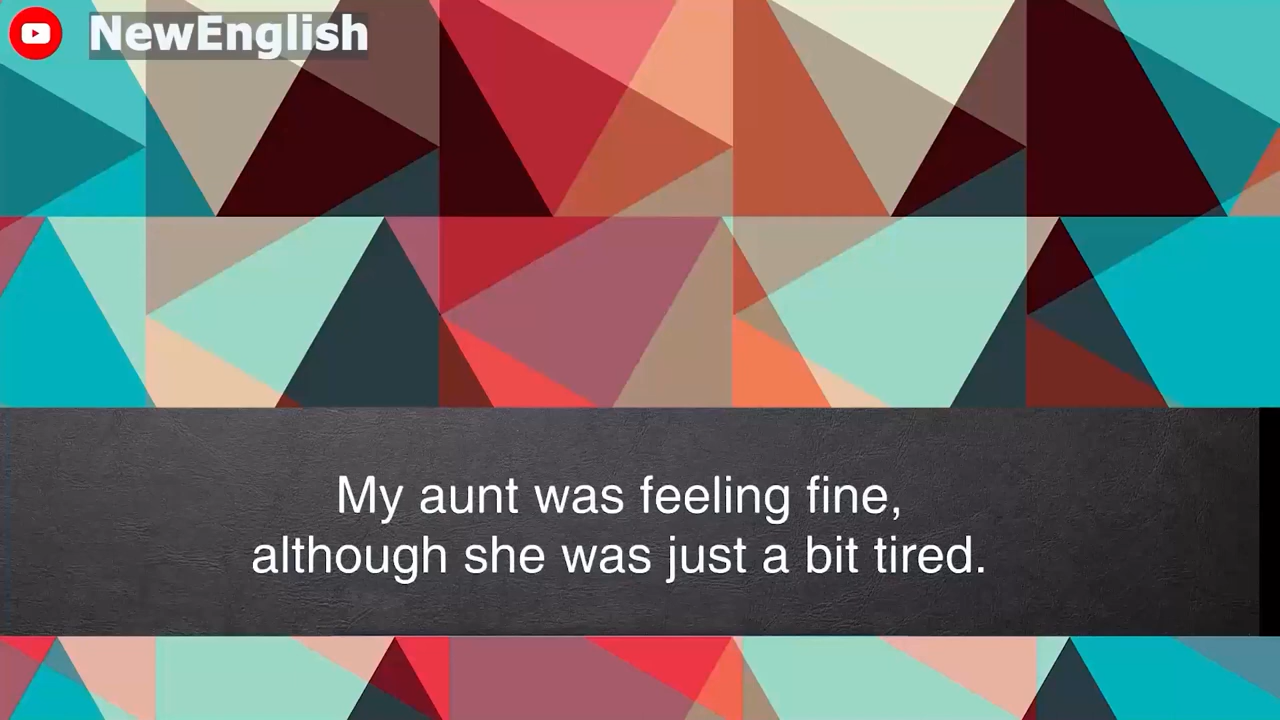 NewEnglish
My aunt was feeling fine,
although she was just a bit tired.